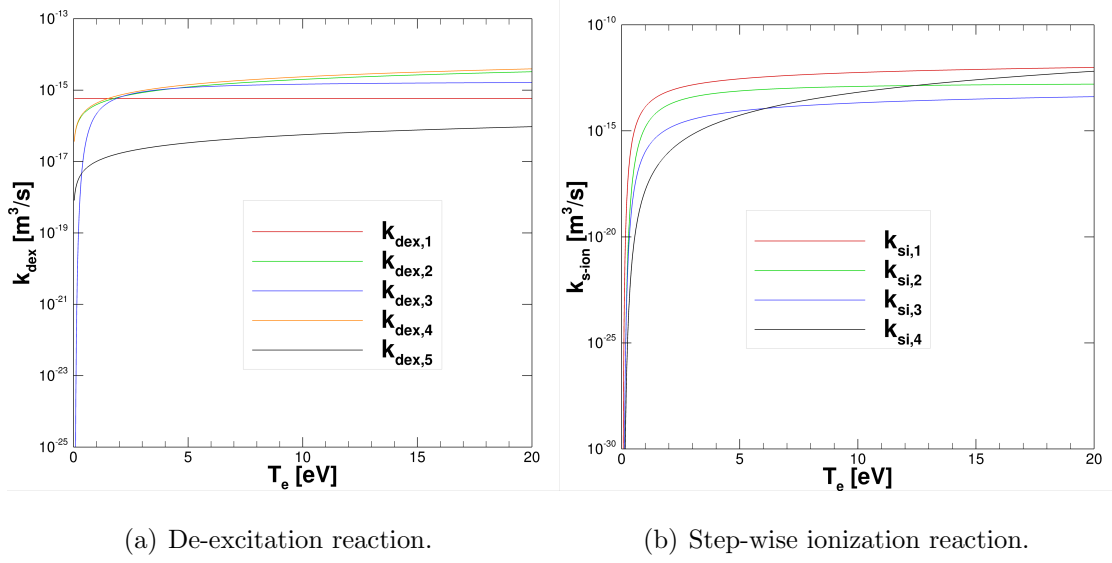 10^-13
10^-15
10^-17
10^-19
10^-21
10^-23
10^-25
k_dex [m^3/s]
0 5 10 15 20
T_e [eV]
k_dex,1
k_dex,2
k_dex,3
k_dex,4
k_dex,5
(a) De-excitation reaction.
10^-10
10^-15
10^-20
10^-25
10^-30
k_s-ion [m^3/s]
0 5 10 15 20
T_e [eV]
k_si,1
k_si,2
k_si,3
k_si,4
(b) Step-wise ionization reaction.